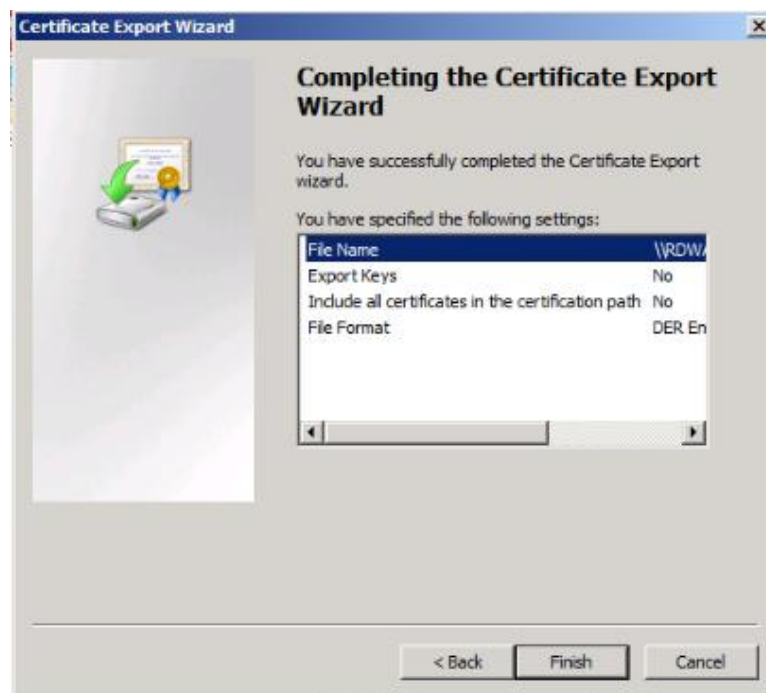 Certificate Export Wizard
Completing the Certificate Export
Wizard
You have successfully completed the Certificate Export
wizard.
You have specified the following settings:
File Name \\RDWA
Export Keys No
Include all certificates in the certification path No
File Format DER En
< Back Finish Cancel